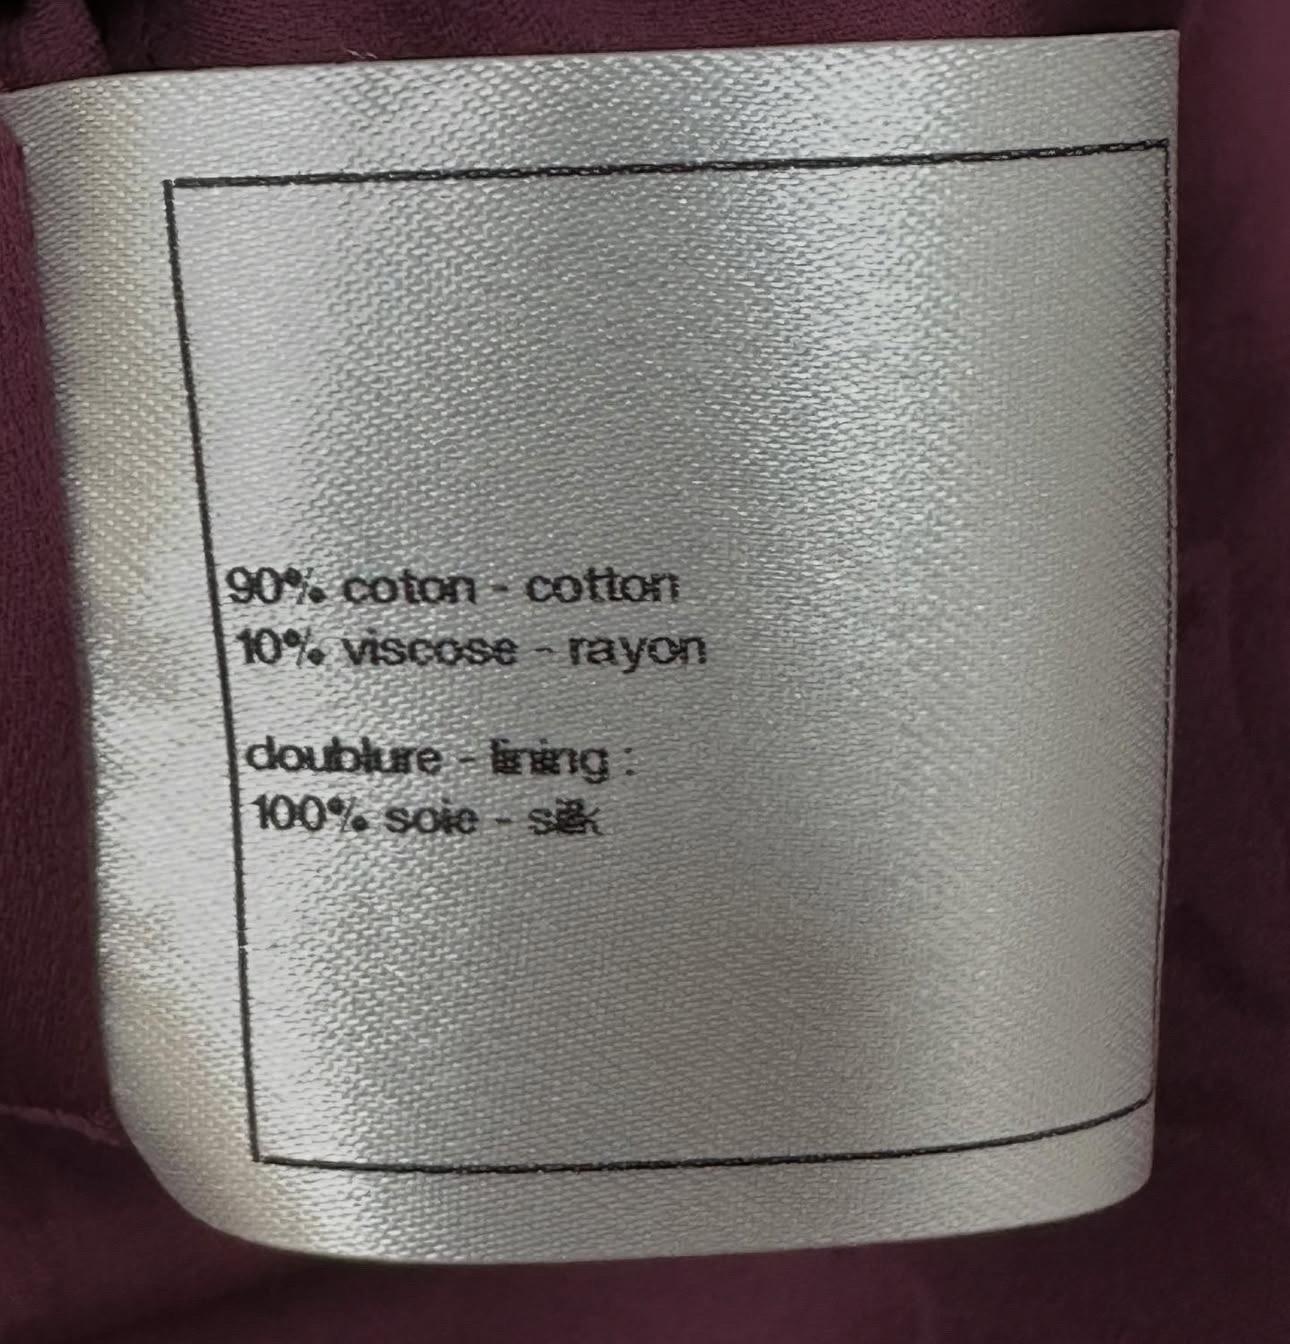 90% coton - cotton
10% viscose - rayon
doublure - lining :
100% soie - silk